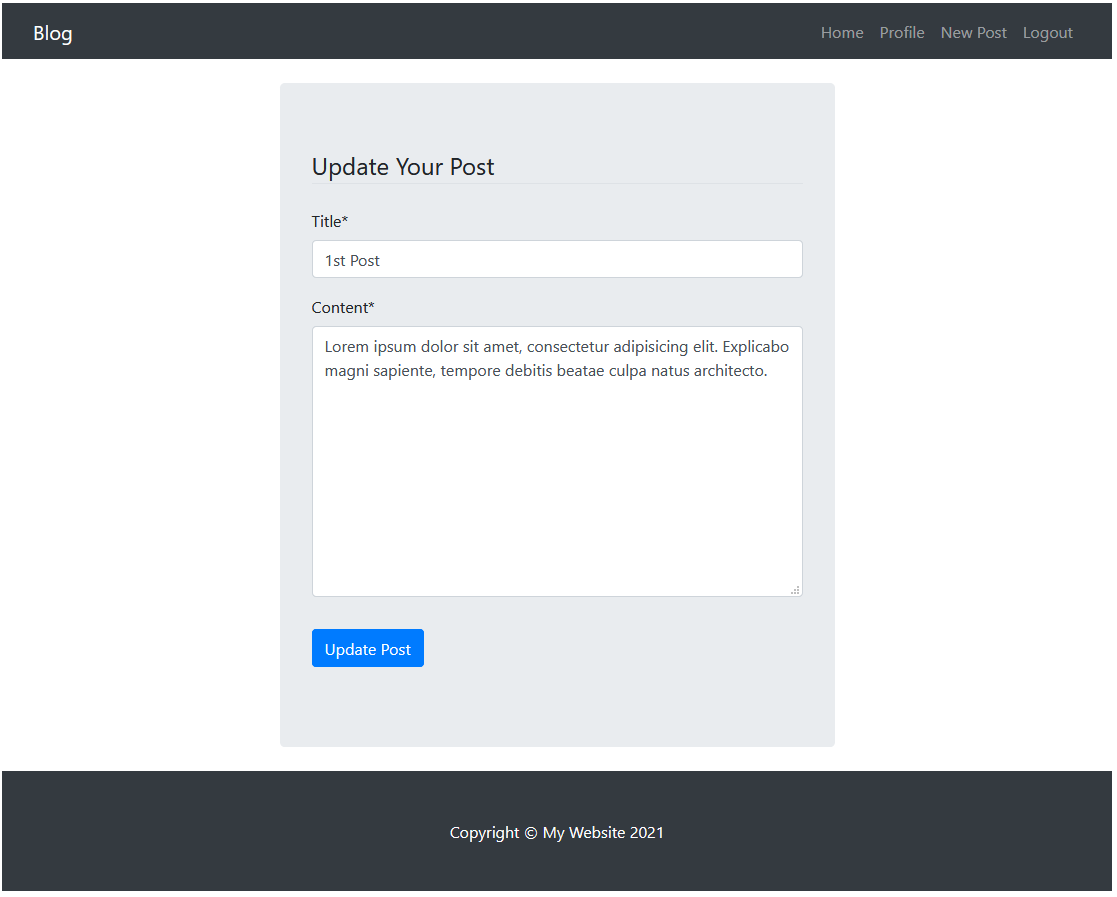 Blog
Home Profile New Post Logout
Update Your Post
Title*
1st Post
Content*
Lorem ipsum dolor sit amet, consectetur adipisicing elit. Explicabo
magni sapiente, tempore debitis beatae culpa natus architecto.
Update Post
Copyright © My Website 2021